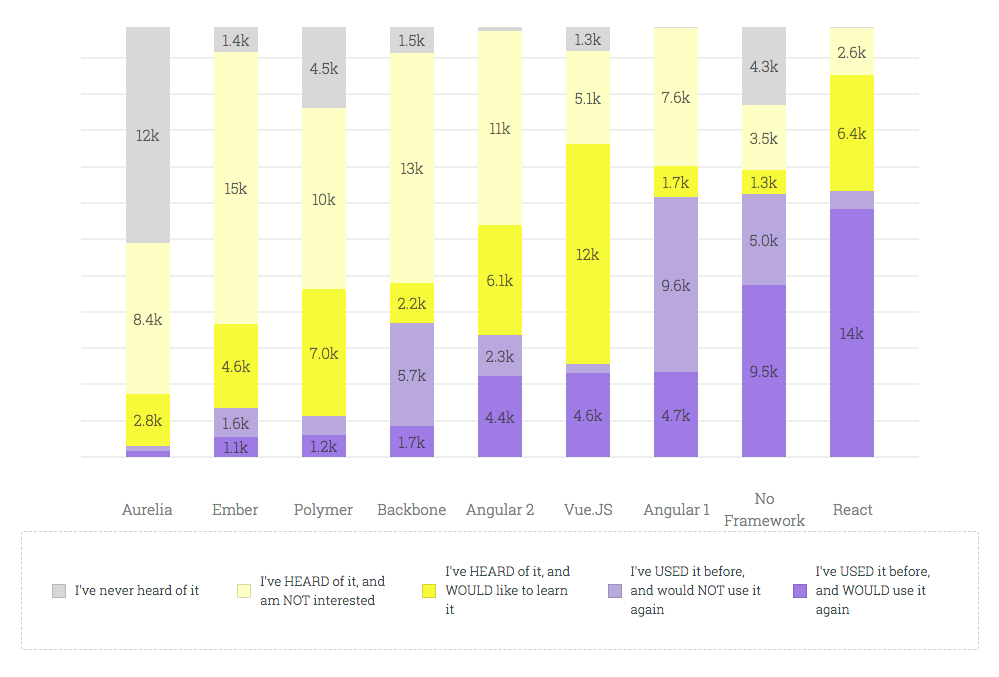 12k
8.4k
2.8k
1.4k
15k
4.6k
1.6k
1.1k
4.5k
10k
7.0k
1.2k
1.5k
13k
2.2k
5.7k
1.7k
11k
6.1k
2.3k
4.4k
1.3k
5.1k
12k
4.6k
7.6k
1.7k
9.6k
4.7k
4.3k
3.5k
1.3k
5.0k
9.5k
2.6k
6.4k
14k
Aurelia
Ember
Polymer
Backbone
Angular 2
Vue.JS
Angular 1
No
Framework
React
I've never heard of it
I've HEARD of it, and
am NOT interested
I've HEARD of it, and
WOULD like to learn
it
I've USED it before,
and would NOT use it
again
I've USED it before,
and WOULD use it
again